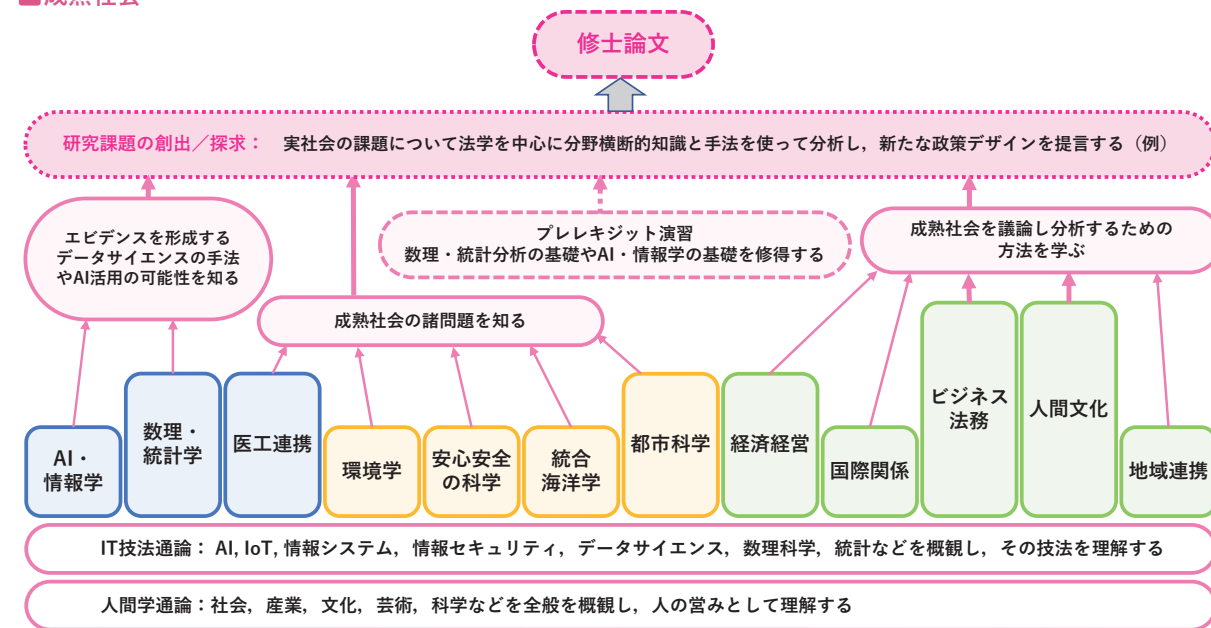 ■成熟社会
修士論文
研究課題の創出／探求： 実社会の課題について法学を中心に分野横断的知識と手法を使って分析し，新たな政策デザインを提言する（例）
エビデンスを形成する
データサイエンスの手法
やAI活用の可能性を知る
プレレキジット演習
数理・統計分析の基礎やAI・情報学の基礎を修得する
成熟社会を議論し分析するための
方法を学ぶ
成熟社会の諸問題を知る
AI・
情報学
数理・
統計学
医工連携
環境学
安心安全
の科学
統合
海洋学
都市科学
経済経営
国際関係
ビジネス
法務
人間文化
地域連携
IT技法通論： AI, IoT, 情報システム，情報セキュリティ，データサイエンス，数理科学，統計などを概観し，その技法を理解する
人間学通論：社会，産業，文化，芸術，科学などを全般を概観し，人の営みとして理解する